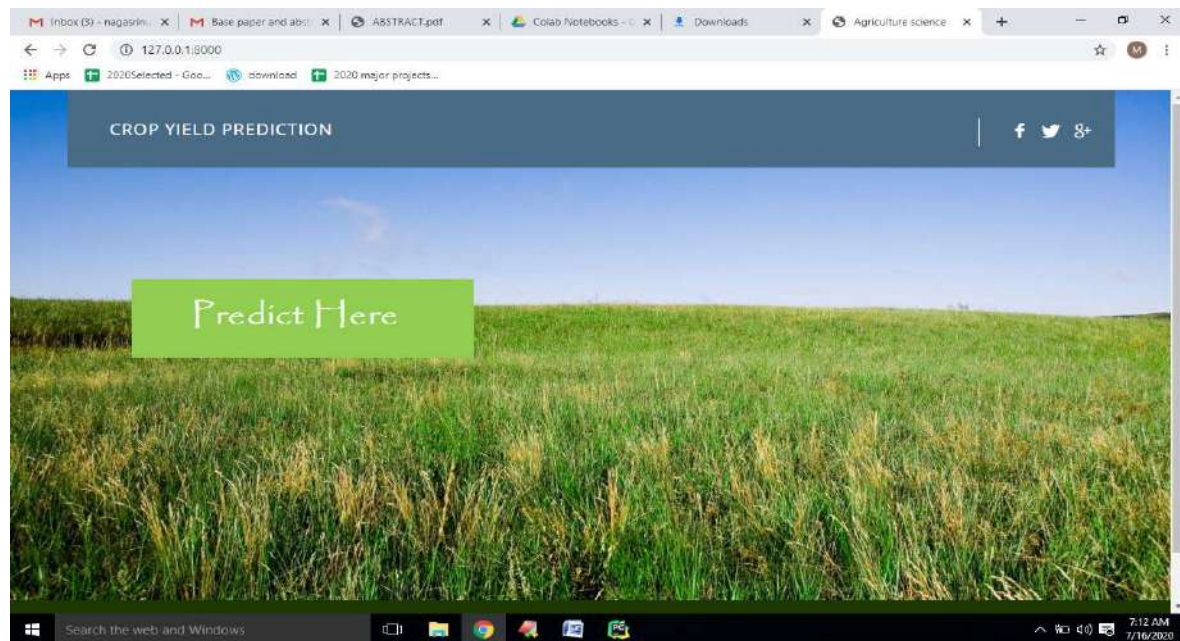 Inbox (3) - nagasrin... Base paper and abst ABSTRACT.pdf Colab Notebooks - G Downloads Agriculture science
127.0.0.1:8000 M
Apps 2020Selected - Goo... download 2020 major projects...
CROP YIELD PREDICTION f 8+
Predict Here
Search the web and Windows PC 7:12 AM
7/16/2020